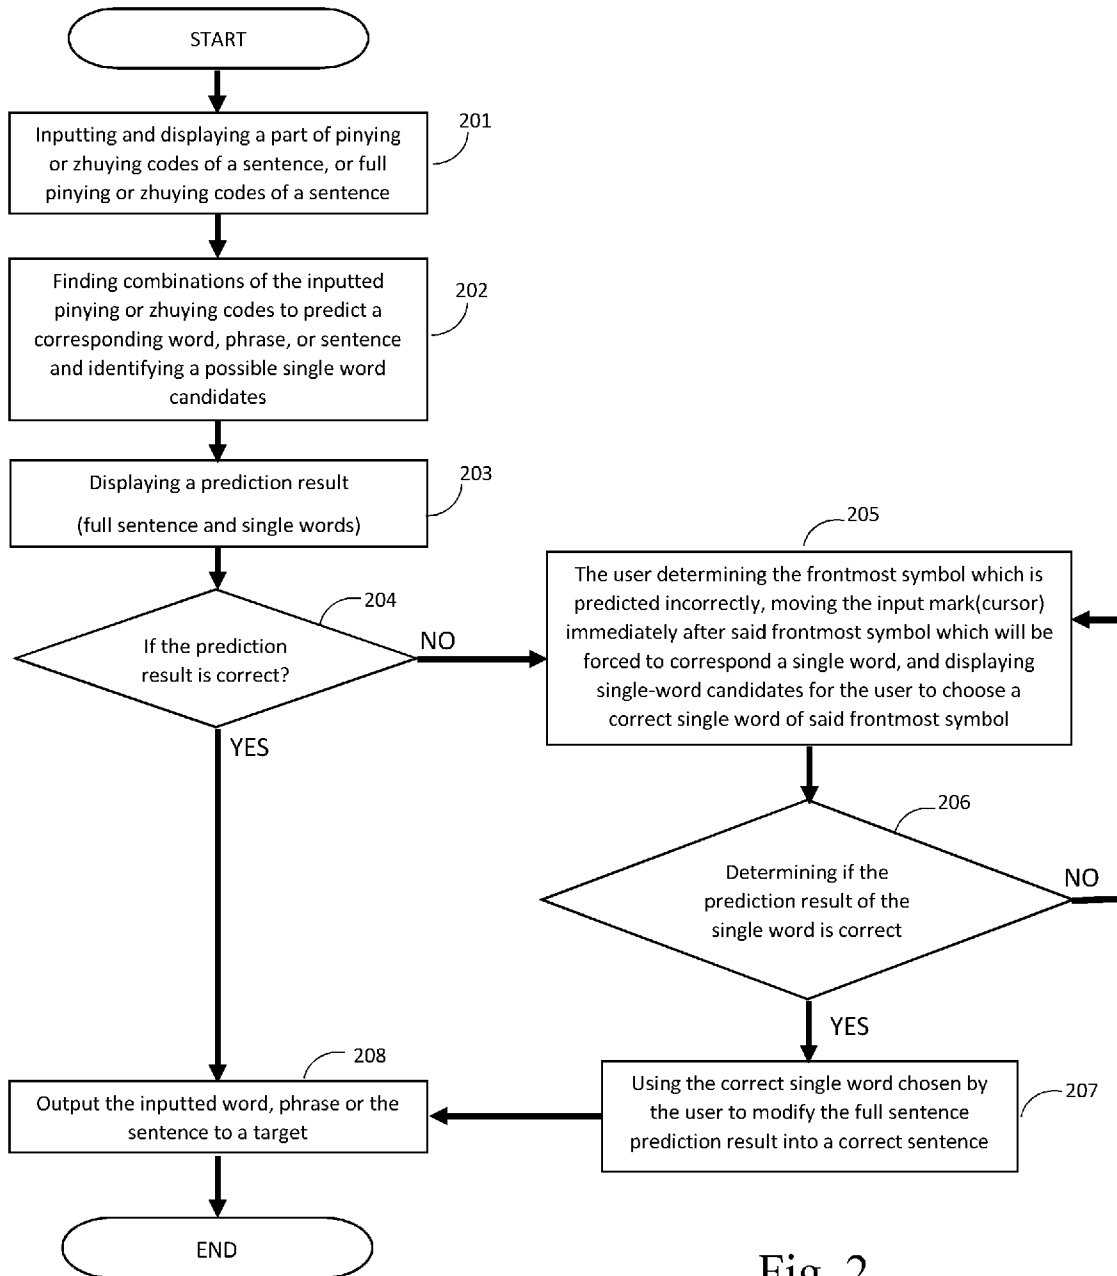 START
201
Inputting and displaying a part of pinying
or zhuying codes of a sentence, or full
pinying or zhuying codes of a sentence
202
Finding combinations of the inputted
pinying or zhuying codes to predict a
corresponding word, phrase, or sentence
and identifying a possible single word
candidates
203
Displaying a prediction result
(full sentence and single words)
204
If the prediction
result is correct?
NO
YES
205
The user determining the frontmost symbol which is
predicted incorrectly, moving the input mark(cursor)
immediately after said frontmost symbol which will be
forced to correspond a single word, and displaying
single-word candidates for the user to choose a
correct single word of said frontmost symbol
206
Determining if the
prediction result of the
single word is correct
NO
YES
207
Using the correct single word chosen by
the user to modify the full sentence
prediction result into a correct sentence
208
Output the inputted word, phrase or the
sentence to a target
END
Fig. 2